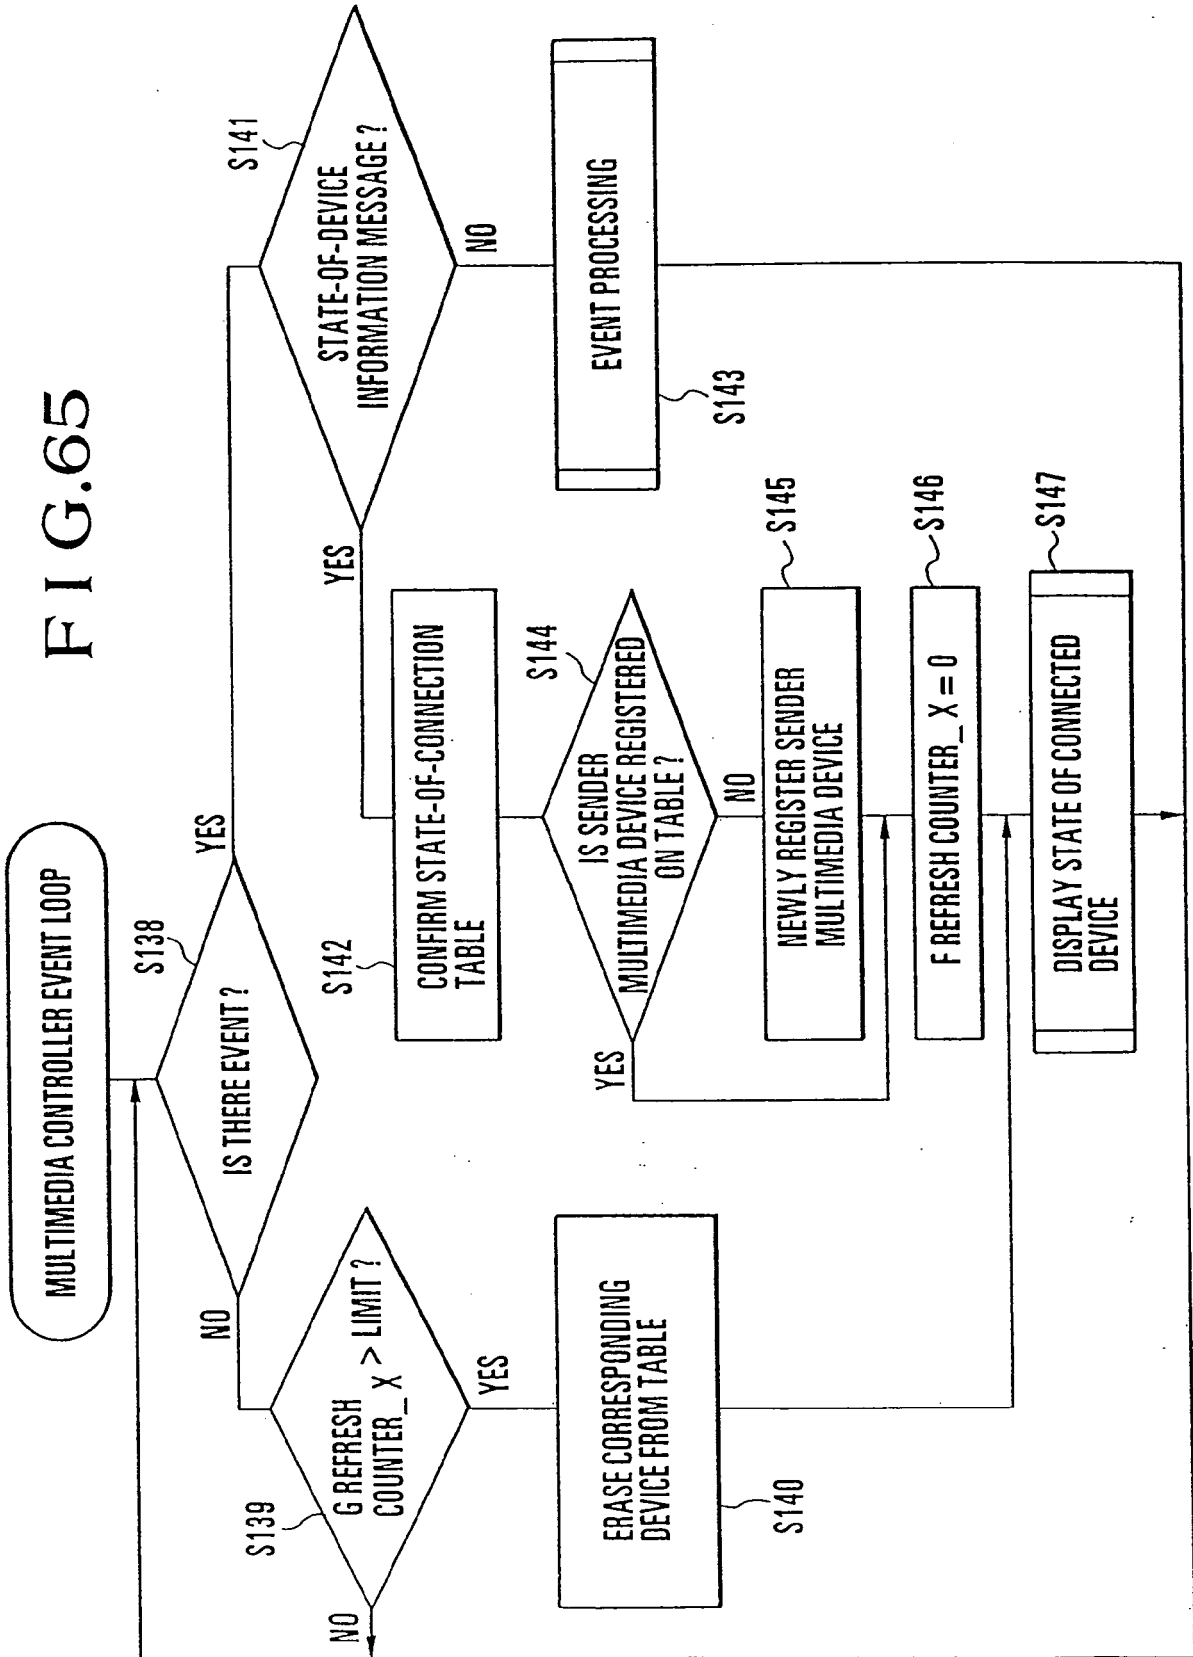 F I G.65
MULTIMEDIA CONTROLLER EVENT LOOP
S138
IS THERE EVENT?
NO
YES
S139
G REFRESH
COUNTER_X > LIMIT?
NO
YES
ERASE CORRESPONDING
DEVICE FROM TABLE
S140
S141
STATE-OF-DEVICE
INFORMATION MESSAGE?
YES
NO
S142
CONFIRM STATE-OF-CONNECTION
TABLE
EVENT PROCESSING
S143
S144
IS SENDER
MULTIMEDIA DEVICE REGISTERED
ON TABLE?
YES
NO
NEWLY REGISTER SENDER
MULTIMEDIA DEVICE
S145
F REFRESH COUNTER_X = 0
S146
DISPLAY STATE OF CONNECTED
DEVICE
S147